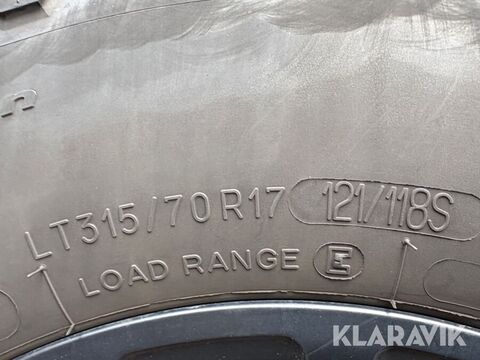 LT315/70R17 121/118S
LOAD RANGE E
KLARAVIK